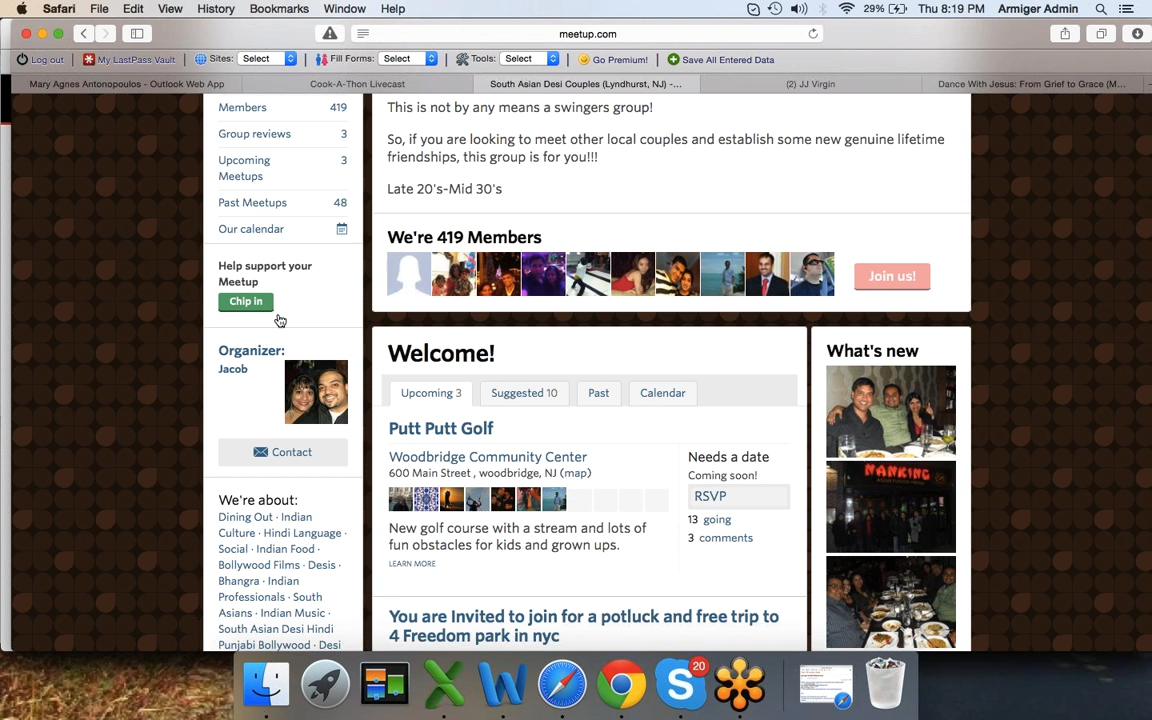 Safari File Edit View History Bookmarks Window Help 29% Thu 8:19 PM Armiger Admin
meetup.com
Log out My LastPass Vault Sites: Select Fill Forms: Select Tools: Select Go Premium! Save All Entered Data
Mary Agnes Antonopoulos - Outlook Web App Cook-A-Thon Livecast South Asian Desi Couples (Lyndhurst, NJ) -... (2) JJ Virgin Dance With Jesus: From Grief to Grace (M...
Members 419
Group reviews 3
Upcoming
Meetups 3
Past Meetups 48
Our calendar
Help support your
Meetup
Chip in
Organizer:
Jacob
Contact
We're about:
Dining Out · Indian
Culture · Hindi Language ·
Social · Indian Food ·
Bollywood Films · Desis ·
Bhangra · Indian
Professionals · South
Asians · Indian Music ·
South Asian Desi Hindi
Punjabi Bollywood · Desi
This is not by any means a swingers group!
So, if you are looking to meet other local couples and establish some new genuine lifetime
friendships, this group is for you!!!
Late 20's-Mid 30's
We're 419 Members
Join us!
Welcome!
Upcoming 3 Suggested 10 Past Calendar
Putt Putt Golf
Woodbridge Community Center
600 Main Street , woodbridge, NJ (map)
New golf course with a stream and lots of
fun obstacles for kids and grown ups.
LEARN MORE
Needs a date
Coming soon!
RSVP
13 going
3 comments
You are Invited to join for a potluck and free trip to
4 Freedom park in nyc
What's new
NANKING
20